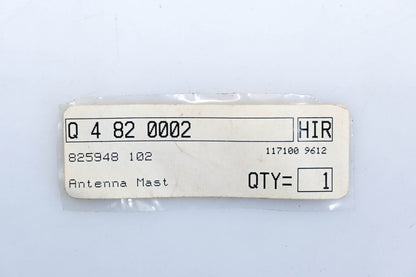 Q 4 82 0002 HIR
825948 102 117100 9612
Antenna Mast QTY= 1